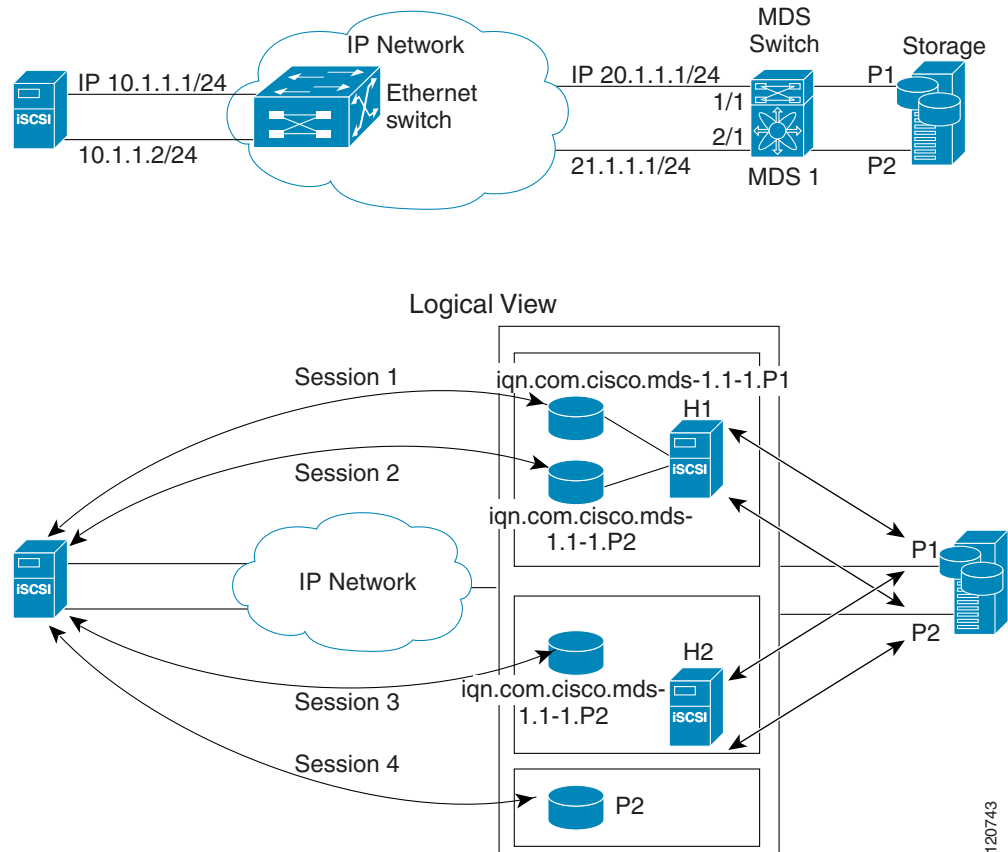 MDS
Switch
Storage
IP Network
IP 10.1.1.1/24
IP 20.1.1.1/24
P1
iSCSI
Ethernet
switch
1/1
2/1
10.1.1.2/24
21.1.1.1/24
MDS 1
P2
Logical View
Session 1
iqn.com.cisco.mds-1.1-1.P1
H1
iSCSI
Session 2
iqn.com.cisco.mds-
1.1-1.P2
P1
iSCSI
IP Network
P2
Session 3
iqn.com.cisco.mds-
1.1-1.P2
H2
iSCSI
Session 4
P2
120743